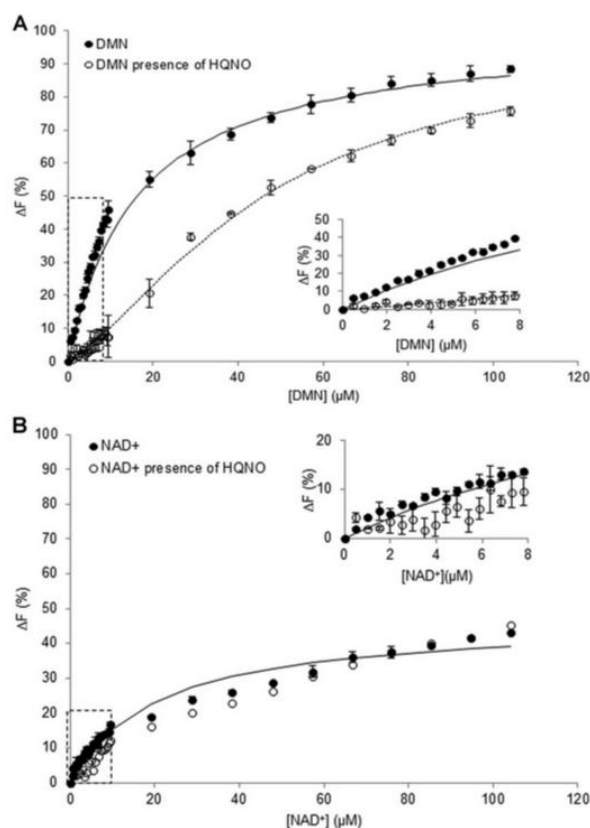 A
100
90
80
70
60
50
40
30
20
10
0
ΔF (%)
DMN
DMN presence of HQNO
0 20 40 60 80 100 120
[DMN] (µM)
50
40
30
20
10
0
ΔF (%)
0 2 4 6 8
[DMN] (µM)
B
100
90
80
70
60
50
40
30
20
10
0
ΔF (%)
NAD+
NAD+ presence of HQNO
0 20 40 60 80 100 120
[NAD⁺] (µM)
20
10
0
ΔF (%)
0 2 4 6 8
[NAD⁺](µM)